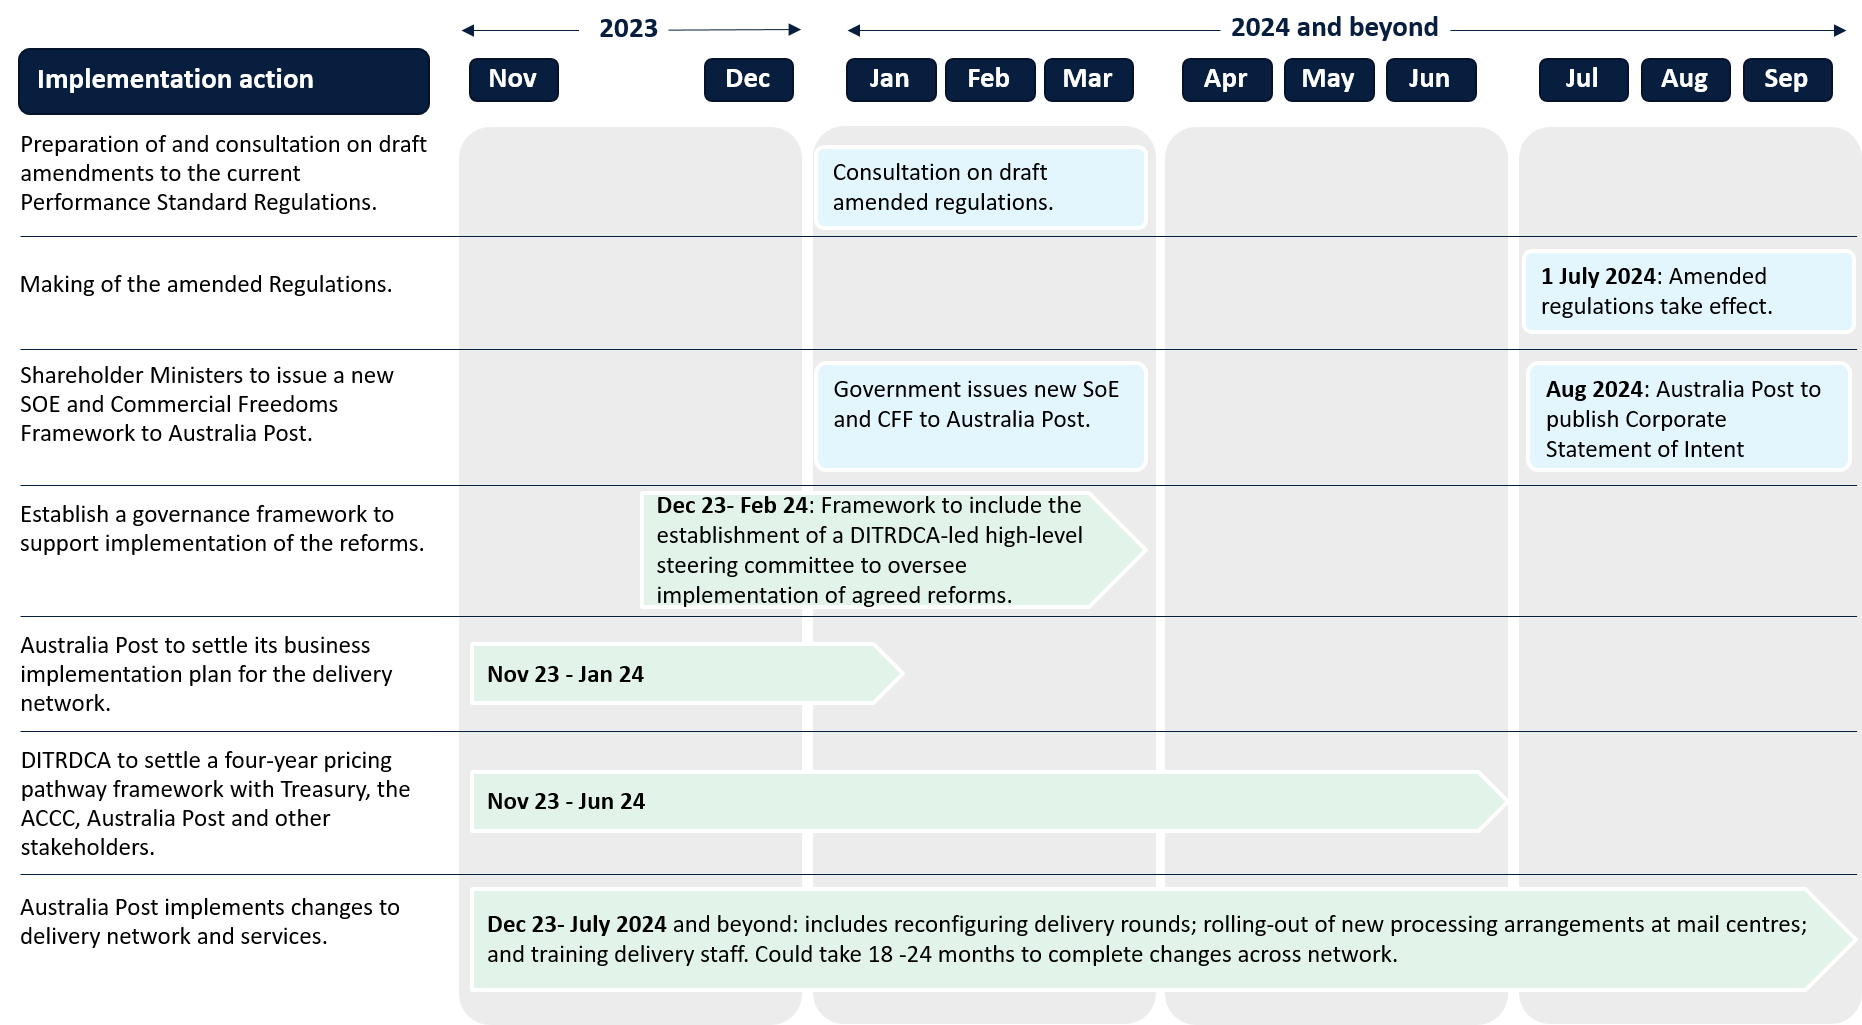 2023
2024 and beyond
Implementation action
Nov
Dec
Jan
Feb
Mar
Apr
May
Jun
Jul
Aug
Sep
Preparation of and consultation on draft
amendments to the current
Performance Standard Regulations.
Consultation on draft
amended regulations.
Making of the amended Regulations.
1 July 2024: Amended
regulations take effect.
Shareholder Ministers to issue a new
SOE and Commercial Freedoms
Framework to Australia Post.
Government issues new SoE
and CFF to Australia Post.
Aug 2024: Australia Post to
publish Corporate
Statement of Intent
Establish a governance framework to
support implementation of the reforms.
Dec 23- Feb 24: Framework to include the
establishment of a DITRDCA-led high-level
steering committee to oversee
implementation of agreed reforms.
Australia Post to settle its business
implementation plan for the delivery
network.
Nov 23 - Jan 24
DITRDCA to settle a four-year pricing
pathway framework with Treasury, the
ACCC, Australia Post and other
stakeholders.
Nov 23 - Jun 24
Australia Post implements changes to
delivery network and services.
Dec 23- July 2024 and beyond: includes reconfiguring delivery rounds; rolling-out of new processing arrangements at mail centres;
and training delivery staff. Could take 18 -24 months to complete changes across network.